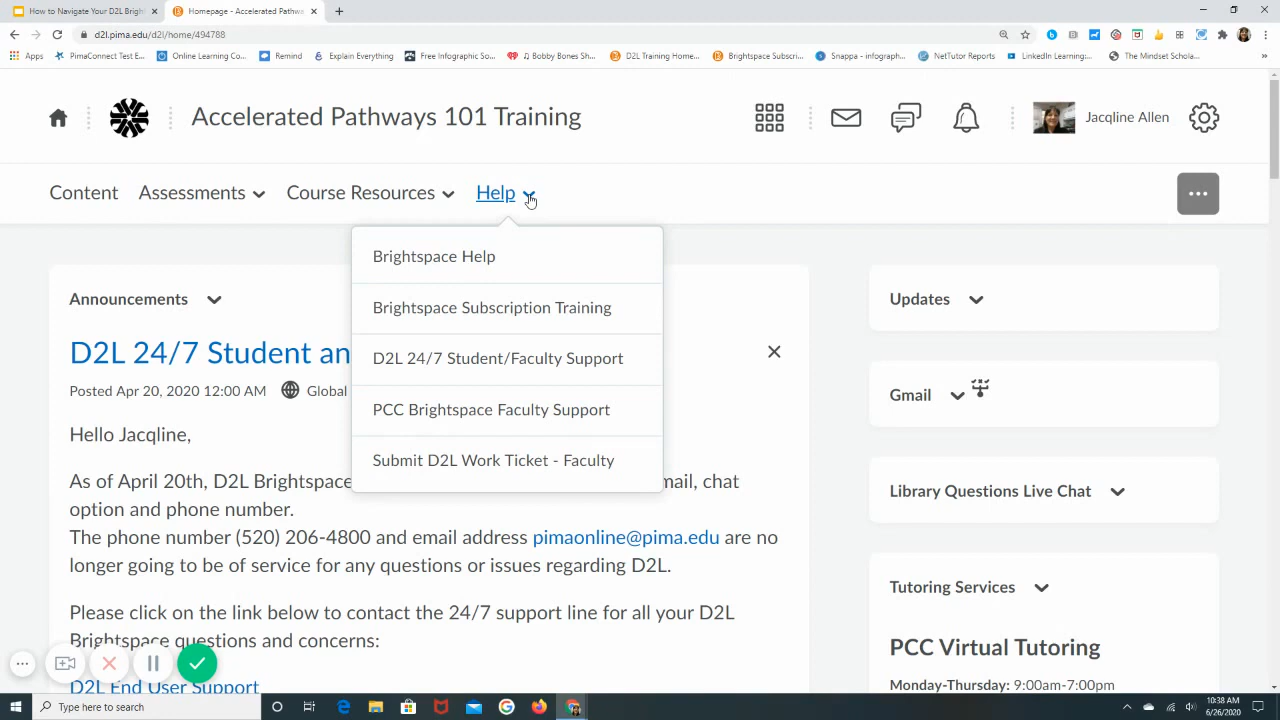 How to Navigate Your D2L Brigh
Homepage - Accelerated Pathway
d2l.pima.edu/d2l/home/494788
Apps
PimaConnect Test E...
Online Learning Co...
Remind
Explain Everything
Free Infographic So...
♫ Bobby Bones Sh...
D2L Training Home...
Brightspace Subscri...
Snappa - infograph...
NetTutor Reports
LinkedIn Learning:...
The Mindset Schola...
Accelerated Pathways 101 Training
Jacqline Allen
Content
Assessments
Course Resources
Help
Brightspace Help
Brightspace Subscription Training
D2L 24/7 Student/Faculty Support
PCC Brightspace Faculty Support
Submit D2L Work Ticket - Faculty
Announcements
D2L 24/7 Student an
Posted Apr 20, 2020 12:00 AM
Global
Hello Jacqline,
As of April 20th, D2L Brightspace mail, chat
option and phone number.
The phone number (520) 206-4800 and email address pimaonline@pima.edu are no
longer going to be of service for any questions or issues regarding D2L.
Please click on the link below to contact the 24/7 support line for all your D2L
Brightspace questions and concerns:
D2L End User Support
Updates
Gmail
Library Questions Live Chat
Tutoring Services
PCC Virtual Tutoring
Monday-Thursday: 9:00am-7:00pm
Type here to search
10:38 AM
6/26/2020